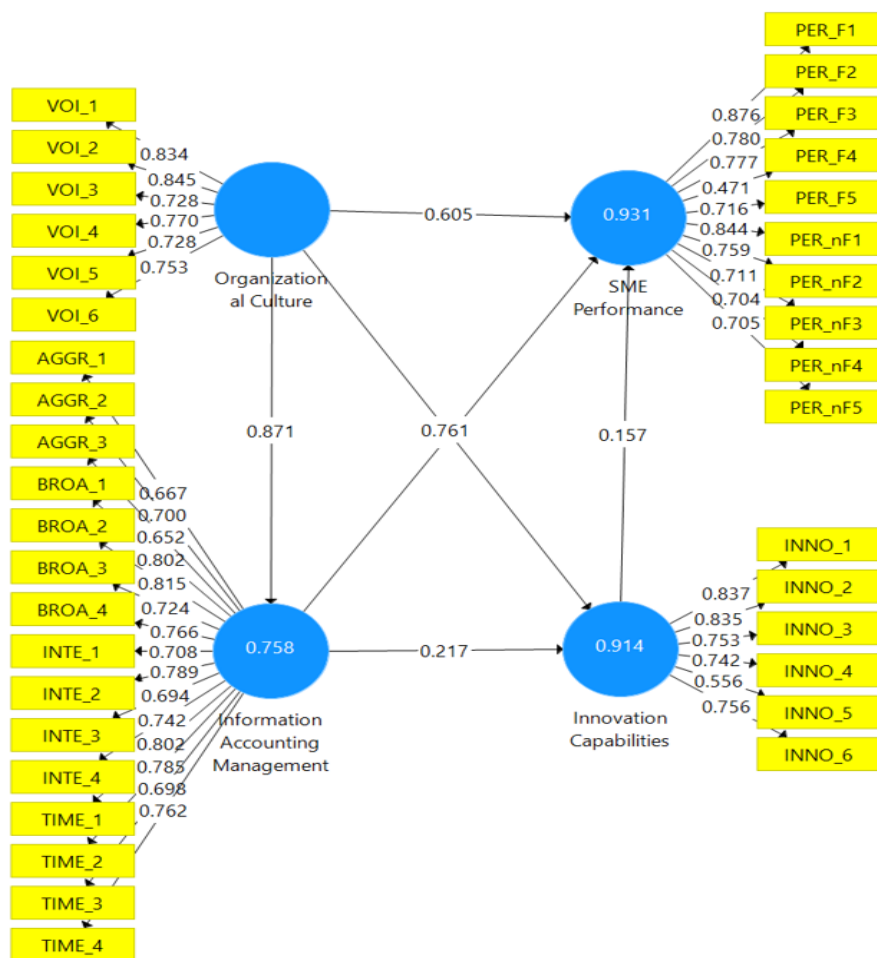 PER_F1
PER_F2
PER_F3
PER_F4
PER_F5
PER_nF1
PER_nF2
PER_nF3
PER_nF4
PER_nF5
0.876
0.780
0.777
0.471
0.716
0.844
0.759
0.711
0.704
0.705
VOI_1
VOI_2
VOI_3
VOI_4
VOI_5
VOI_6
0.834
0.845
0.728
0.770
0.728
0.753
Organization
al Culture
0.605
0.931
SME
Performance
0.871
0.761
0.157
AGGR_1
AGGR_2
AGGR_3
BROA_1
BROA_2
BROA_3
BROA_4
INTE_1
INTE_2
INTE_3
INTE_4
TIME_1
TIME_2
TIME_3
TIME_4
0.667
0.700
0.652
0.802
0.815
0.724
0.766
0.708
0.789
0.694
0.742
0.802
0.785
0.698
0.762
0.758
Information
Accounting
Management
0.217
0.914
Innovation
Capabilities
0.837
0.835
0.753
0.742
0.556
0.756
INNO_1
INNO_2
INNO_3
INNO_4
INNO_5
INNO_6